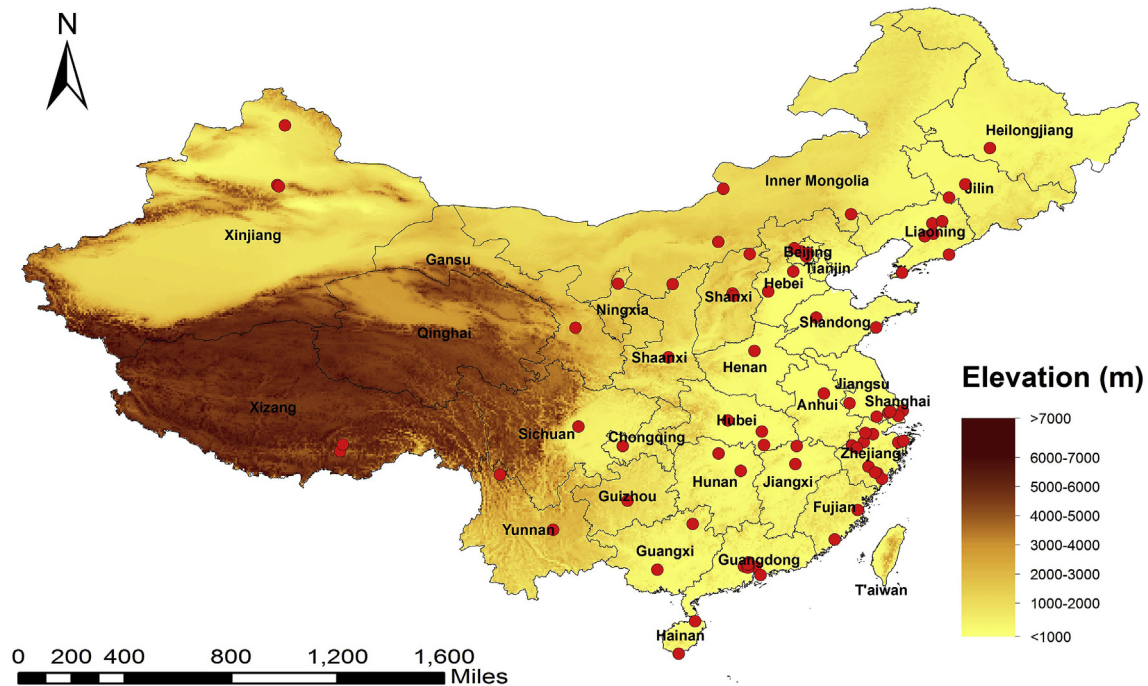 N
Heilongjiang
Inner Mongolia
Jilin
Xinjiang
Liaoning
Beijing
Gansu
Tianjin
Hebei
Shanxi
Ningxia
Shandong
Qinghai
Shaanxi
Henan
Elevation (m)
Jiangsu
Anhui
Shanghai
Xizang
Hubei
>7000
Sichuan
Chongqing
6000-7000
Zhejiang
5000-6000
Hunan
Jiangxi
Guizhou
4000-5000
Fujian
3000-4000
Yunnan
Guangxi
2000-3000
Guangdong
T'aiwan
1000-2000
Hainan
<1000
0 200 400 800 1,200 1,600
Miles